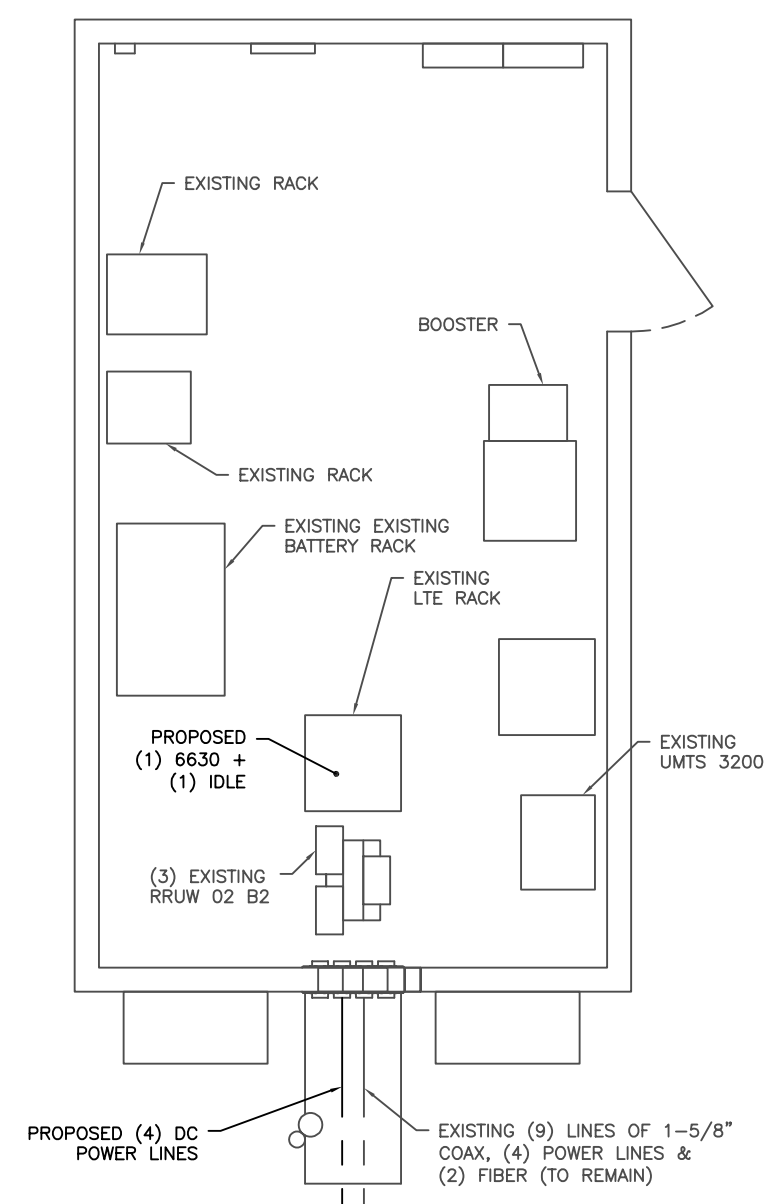 EXISTING RACK
BOOSTER
EXISTING RACK
EXISTING EXISTING
BATTERY RACK
EXISTING
LTE RACK
PROPOSED
(1) 6630 +
(1) IDLE
EXISTING
UMTS 3200
(3) EXISTING
RRUW 02 B2
PROPOSED (4) DC
POWER LINES
EXISTING (9) LINES OF 1-5/8"
COAX, (4) POWER LINES &
(2) FIBER (TO REMAIN)